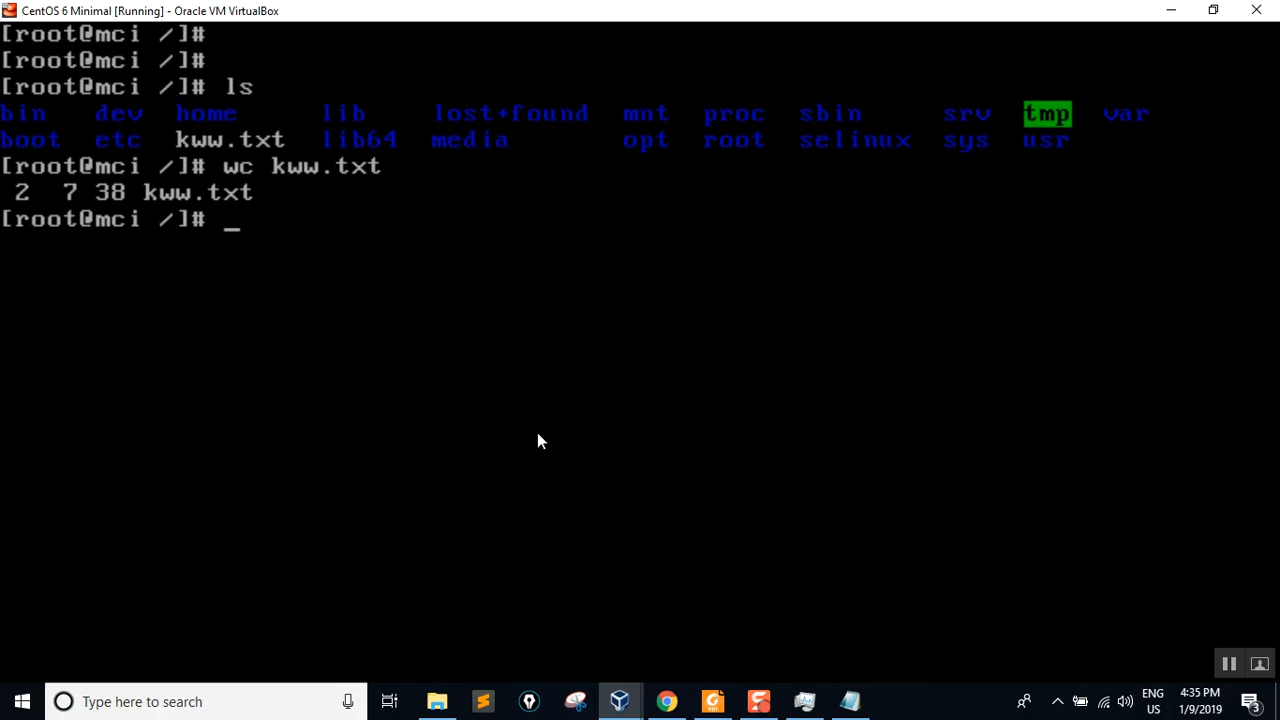 CentOS 6 Minimal [Running] - Oracle VM VirtualBox
[root@mci /]#
[root@mci /]#
[root@mci /]# ls
bin dev home lib lost+found mnt proc sbin srv tmp var
boot etc kww.txt lib64 media opt root selinux sys usr
[root@mci /]# wc kww.txt
2 7 38 kww.txt
[root@mci /]# _
Type here to search
ENG
US
4:35 PM
1/9/2019
3